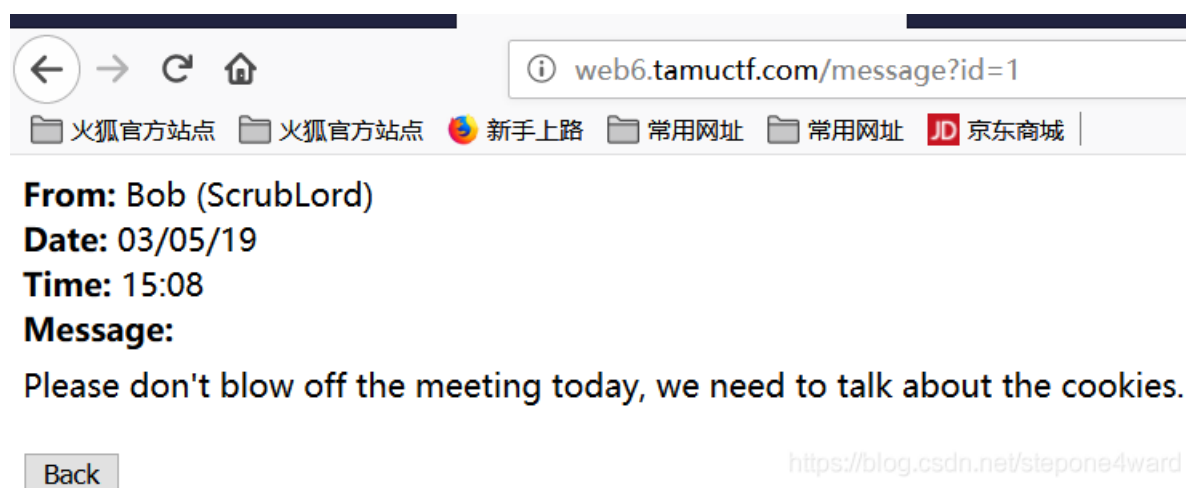 web6.tamuctf.com/message?id=1
火狐官方站点 火狐官方站点 新手上路 常用网址 常用网址 JD 京东商城
From: Bob (ScrubLord)
Date: 03/05/19
Time: 15:08
Message:
Please don't blow off the meeting today, we need to talk about the cookies.
Back
https://blog.csdn.net/stepone4ward